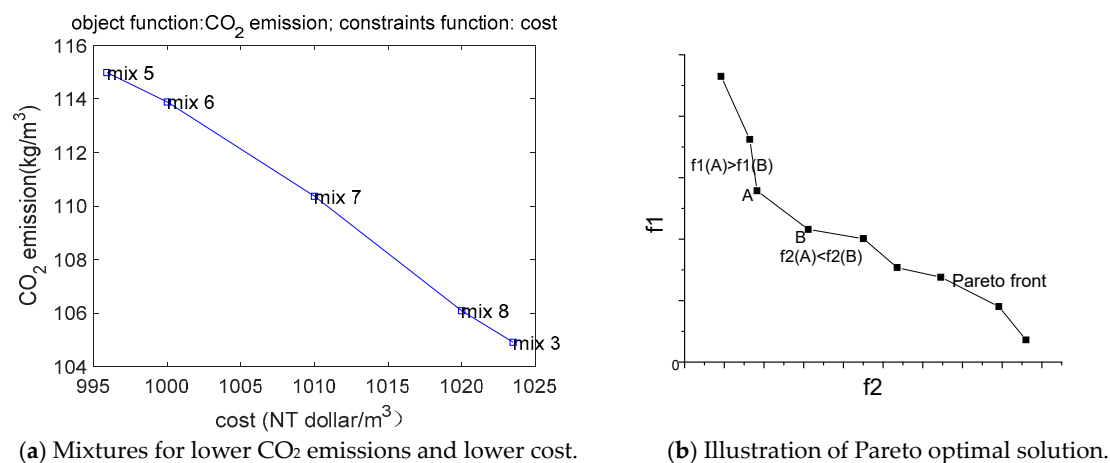 object function:CO2 emission; constraints function: cost
116
114
112
110
108
106
104
CO2 emission(kg/m3)
mix 5
mix 6
mix 7
mix 8
mix 3
995 1000 1005 1010 1015 1020 1025
cost (NT dollar/m3)
(a) Mixtures for lower CO2 emissions and lower cost.
f1
f1(A)>f1(B)
A
B
f2(A)<f2(B)
Pareto front
0
f2
(b) Illustration of Pareto optimal solution.